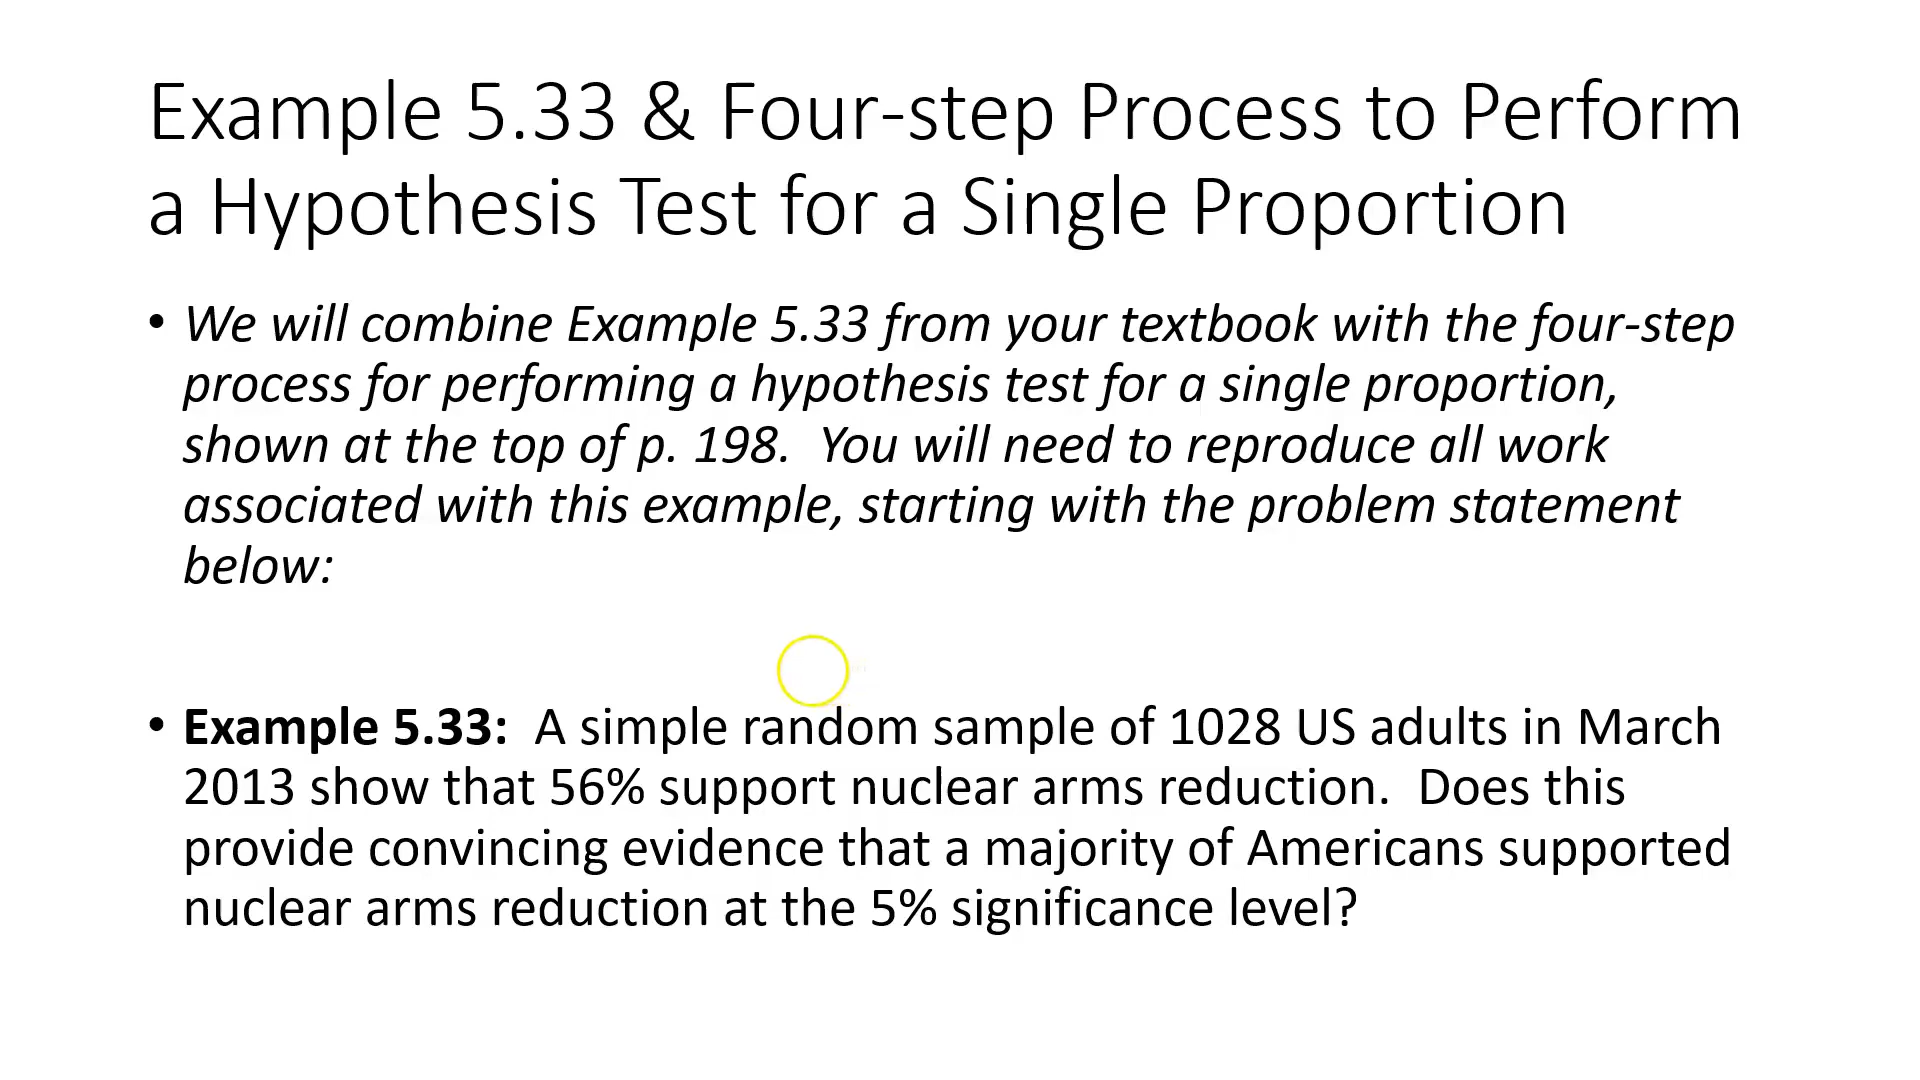 Example 5.33 & Four-step Process to Perform
a Hypothesis Test for a Single Proportion
• We will combine Example 5.33 from your textbook with the four-step
process for performing a hypothesis test for a single proportion,
shown at the top of p. 198.  You will need to reproduce all work
associated with this example, starting with the problem statement
below:
• Example 5.33:  A simple random sample of 1028 US adults in March
2013 show that 56% support nuclear arms reduction.  Does this
provide convincing evidence that a majority of Americans supported
nuclear arms reduction at the 5% significance level?